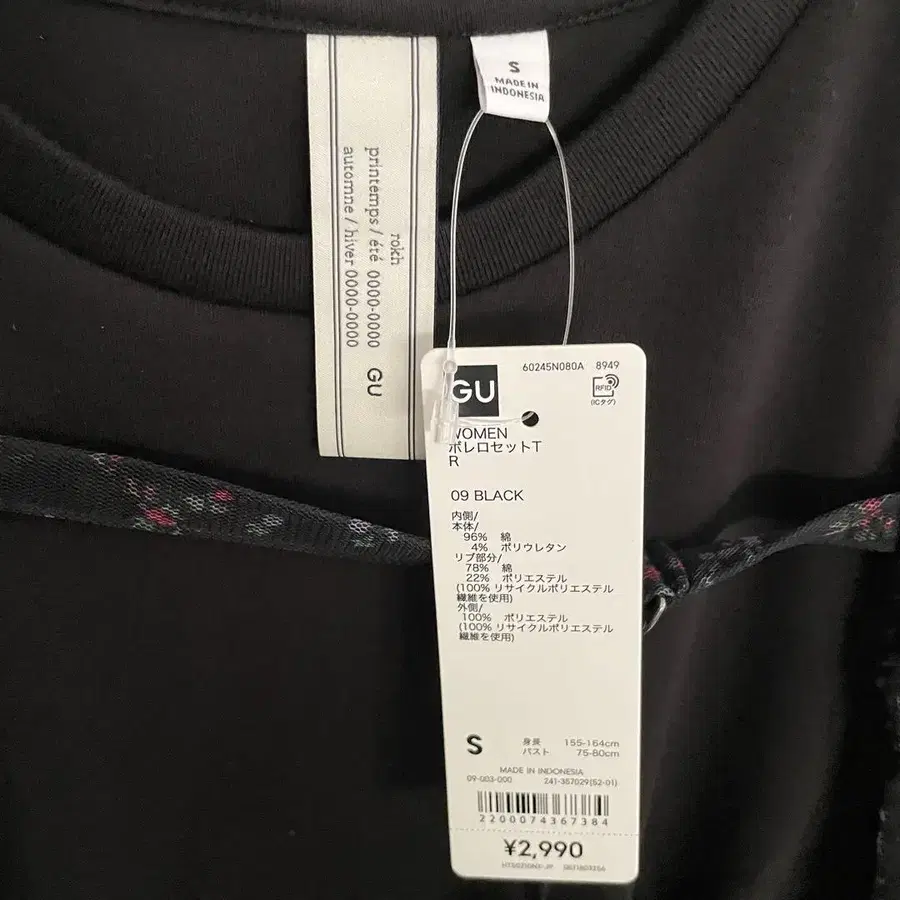 S
MADE IN
INDONESIA
rokh
printemps / été 0000-0000
automne / hiver 0000-0000
GU
60245N080A 8949
GU
RFID
(ICタグ)
WOMEN
ボレロセットT
R
09 BLACK
内側/
本体/
96% 綿
4% ポリウレタン
リブ部分/
78% 綿
22% ポリエステル
(100% リサイクルポリエステル
繊維を使用)
外側/
100% ポリエステル
(100% リサイクルポリエステル
繊維を使用)
S
身長 155-164cm
バスト 75-80cm
MADE IN INDONESIA
09-003-000 241-357029(52-01)
2200074367384
¥2,990